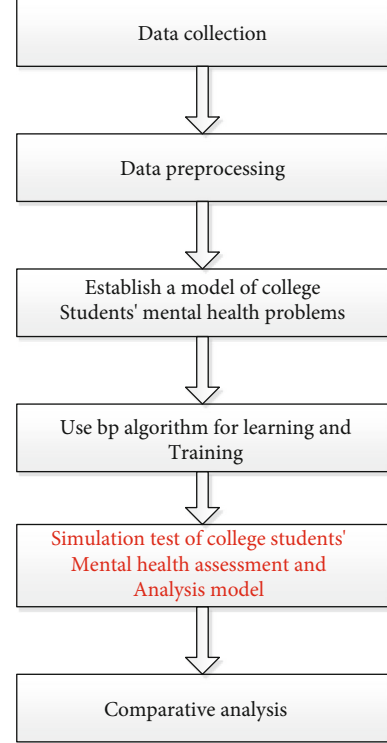 Data collection
Data preprocessing
Establish a model of college
Students' mental health problems
Use bp algorithm for learning and
Training
Simulation test of college students'
Mental health assessment and
Analysis model
Comparative analysis